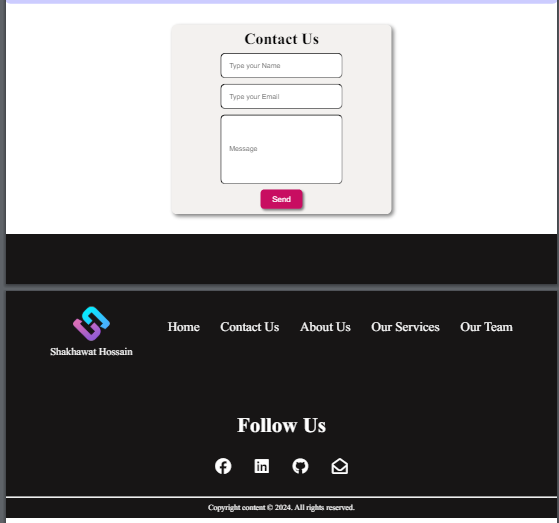 Contact Us
Type your Name
Type your Email
Message
Send
Home Contact Us About Us Our Services Our Team
Shakhawat Hossain
Follow Us
Copyright content © 2024. All rights reserved.